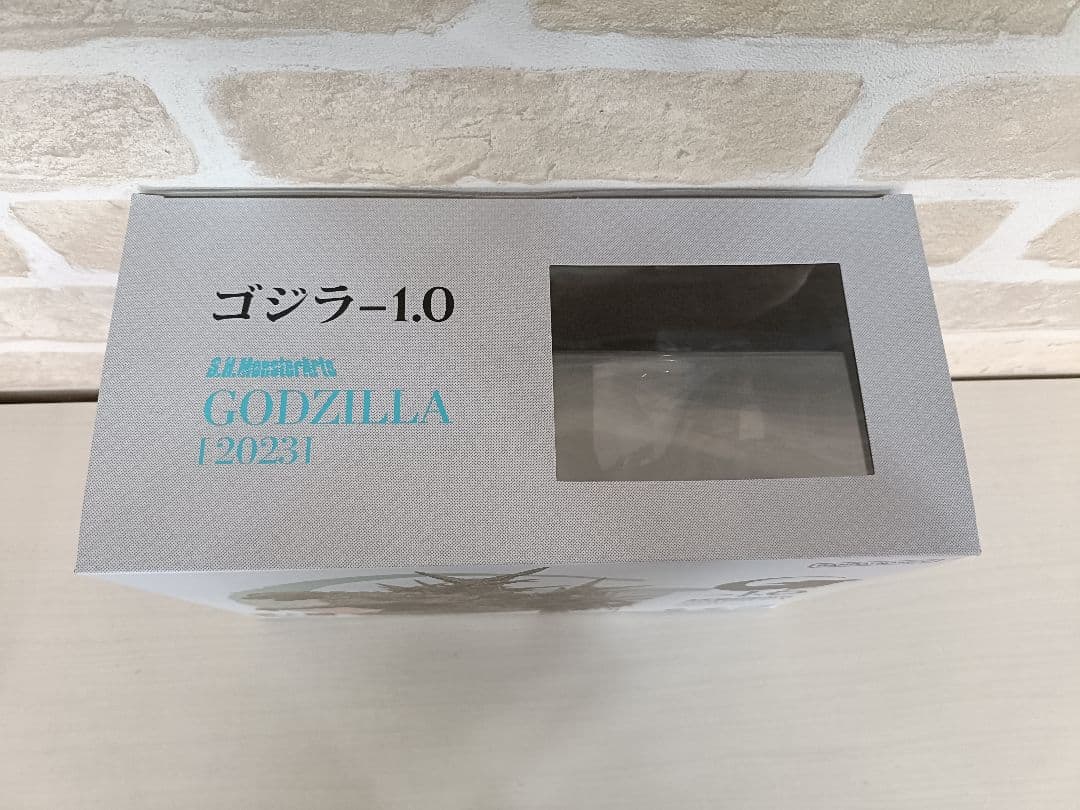 ゴジラ-1.0
S.H.MonsterArts
GODZILLA
[2023]